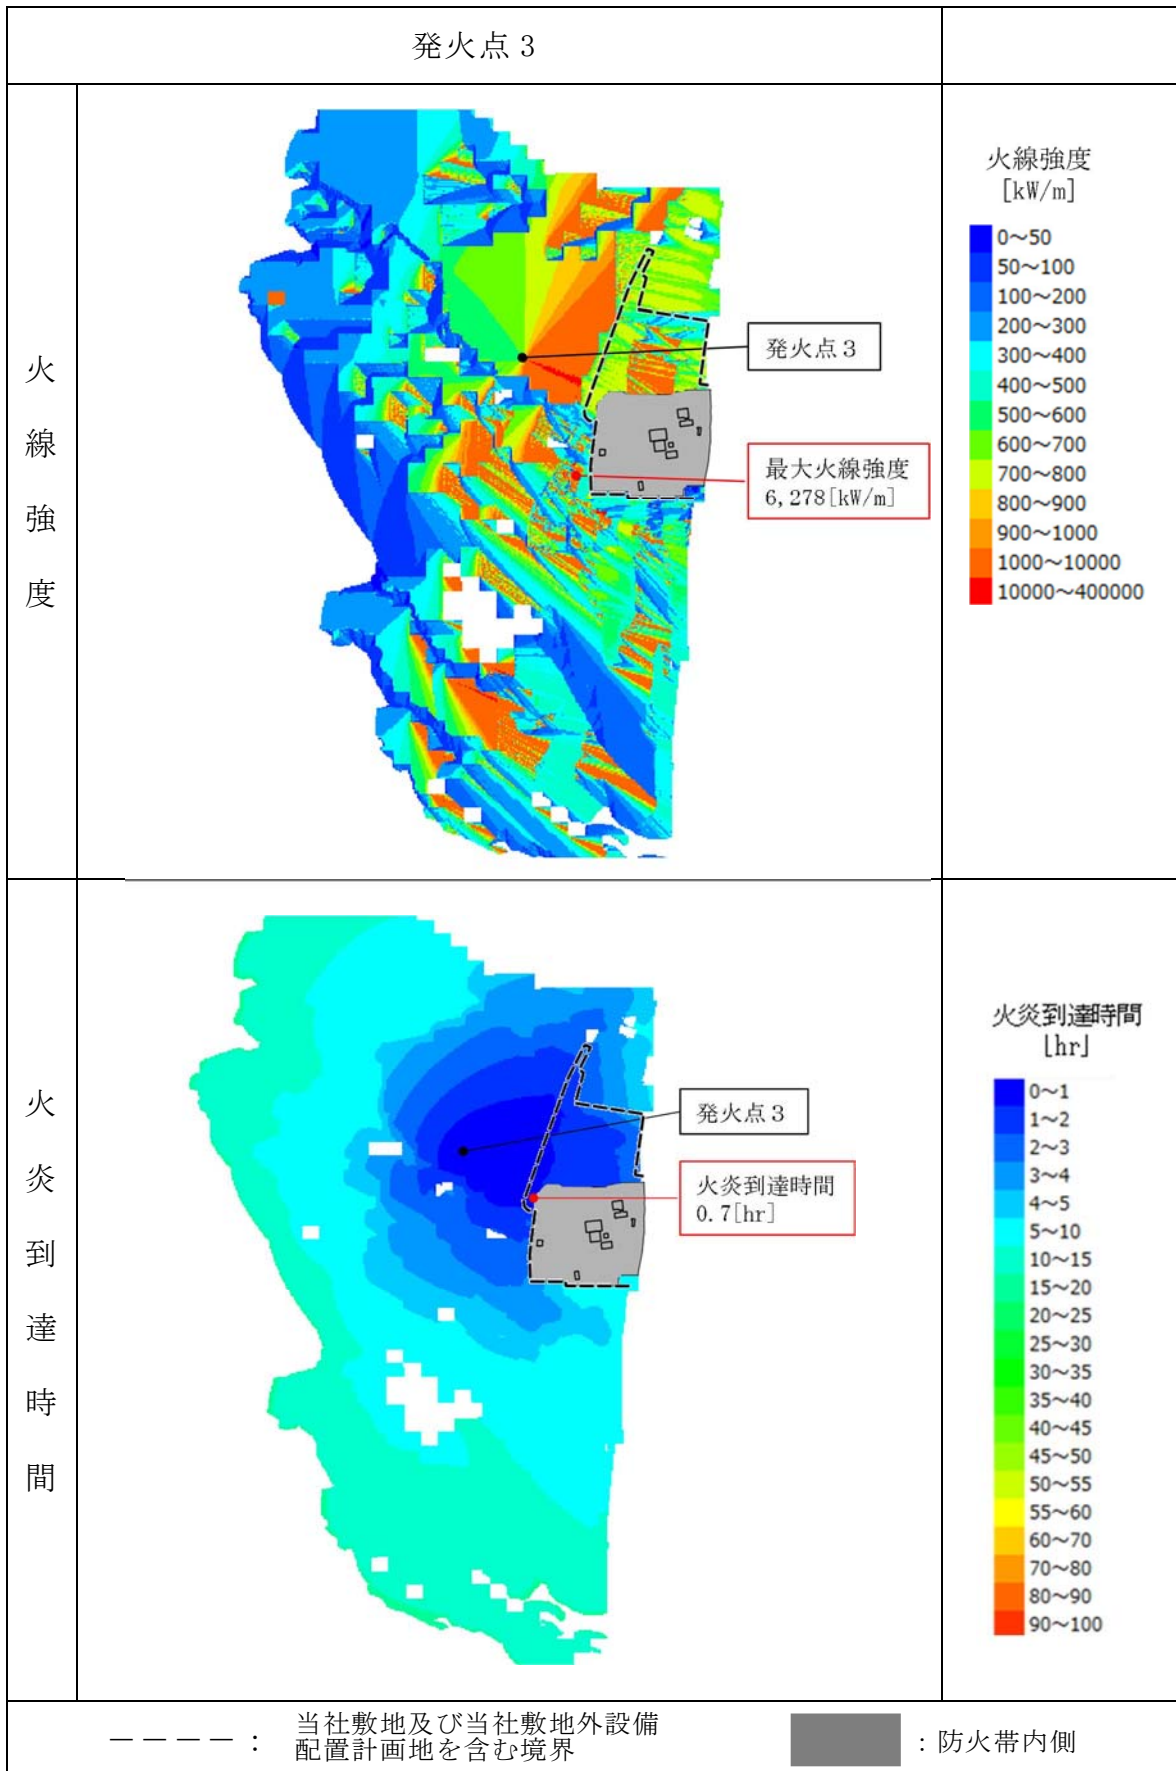 発火点3
火線強度
火線強度
[kW/m]
0～50
50～100
100～200
200～300
300～400
400～500
500～600
600～700
700～800
800～900
900～1000
1000～10000
10000～400000
発火点3
最大火線強度
6,278[kW/m]
火炎到達時間
火炎到達時間
[hr]
0～1
1～2
2～3
3～4
4～5
5～10
10～15
15～20
20～25
25～30
30～35
35～40
40～45
45～50
50～55
55～60
60～70
70～80
80～90
90～100
発火点3
火炎到達時間
0.7[hr]
－－－－：
当社敷地及び当社敷地外設備
配置計画地を含む境界
：防火帯内側